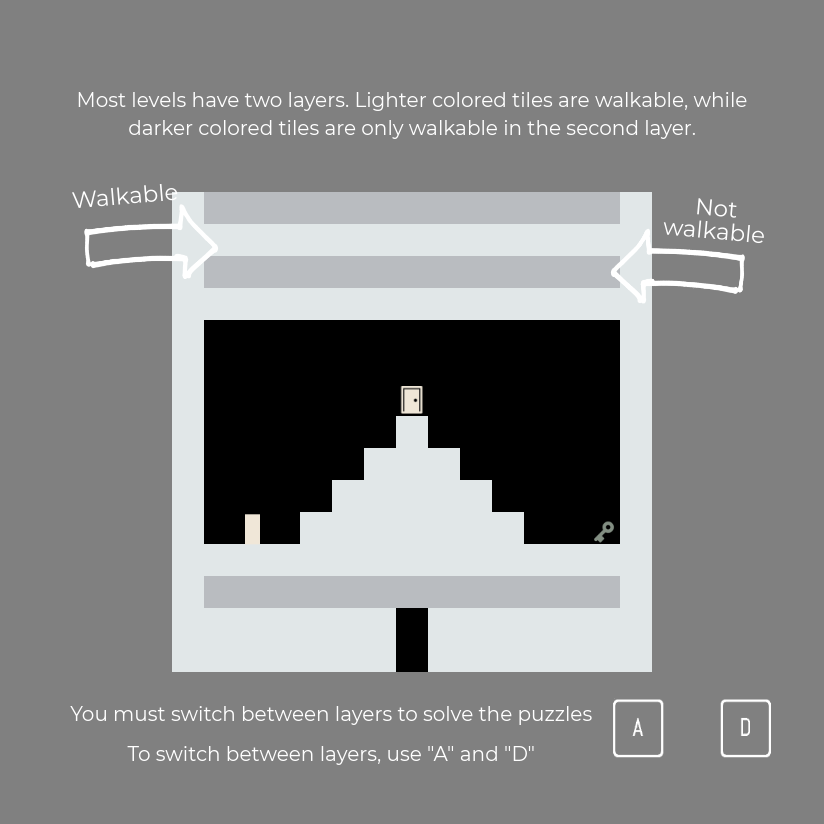 Most levels have two layers. Lighter colored tiles are walkable, while
darker colored tiles are only walkable in the second layer.
Walkable
Not
walkable
You must switch between layers to solve the puzzles
A
D
To switch between layers, use "A" and "D"